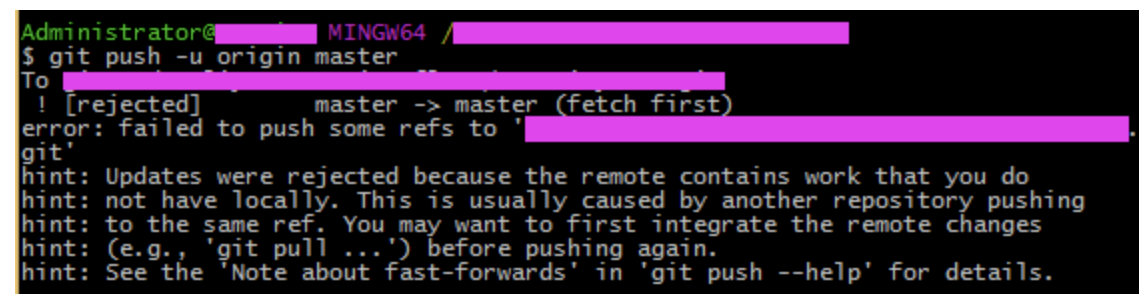 Administrator@ MINGW64 /
$ git push -u origin master
To
! [rejected] master -> master (fetch first)
error: failed to push some refs to '.
git'
hint: Updates were rejected because the remote contains work that you do
hint: not have locally. This is usually caused by another repository pushing
hint: to the same ref. You may want to first integrate the remote changes
hint: (e.g., 'git pull ...') before pushing again.
hint: See the 'Note about fast-forwards' in 'git push --help' for details.